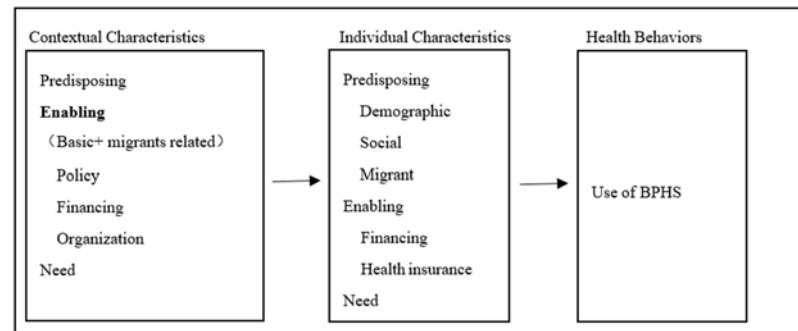 Contextual Characteristics
Predisposing
Enabling
（Basic+ migrants related）
Policy
Financing
Organization
Need
Individual Characteristics
Predisposing
Demographic
Social
Migrant
Enabling
Financing
Health insurance
Need
Health Behaviors
Use of BPHS